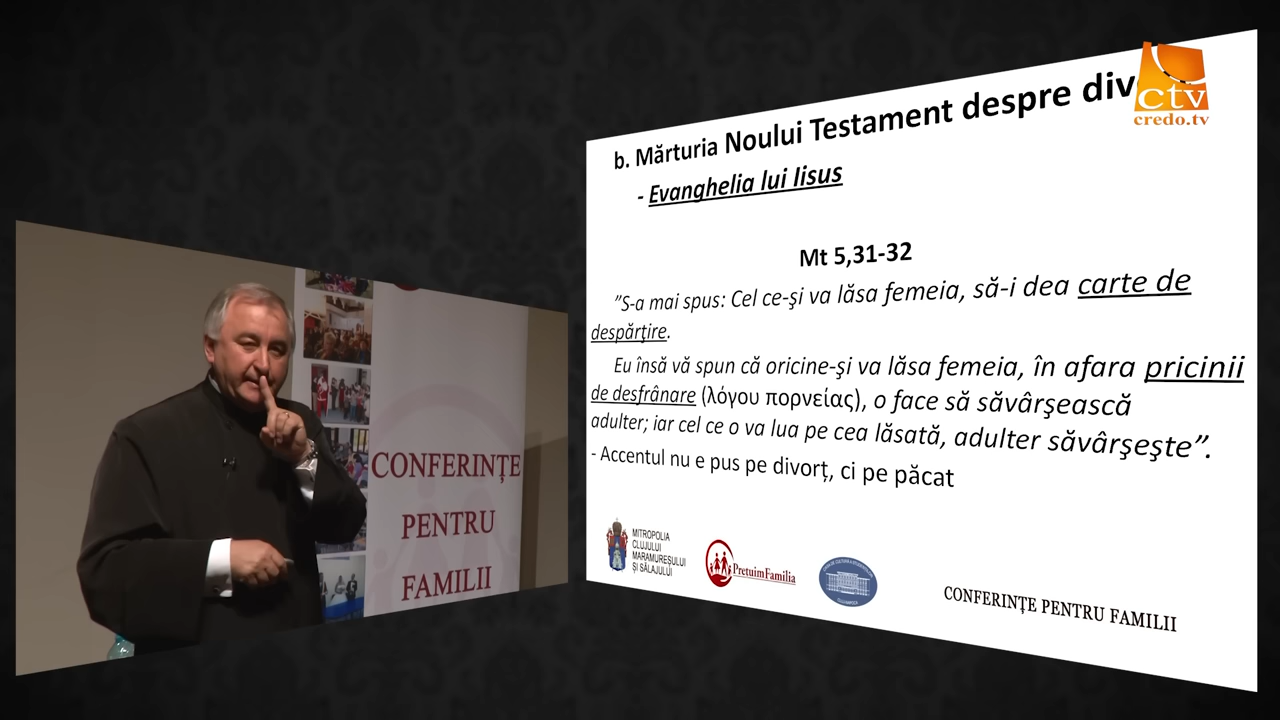 ctv
credo.tv
b. Mărturia Noului Testament despre div
- Evanghelia lui Iisus
Mt 5,31-32
”S-a mai spus: Cel ce-şi va lăsa femeia, să-i dea carte de
despărţire.
Eu însă vă spun că oricine-şi va lăsa femeia, în afara pricinii
de desfrânare (λόγου πορνείας), o face să săvârşească
adulter; iar cel ce o va lua pe cea lăsată, adulter săvârşeşte”.
- Accentul nu e pus pe divorţ, ci pe păcat
MITROPOLIA
CLUJULUI
MARAMUREŞULUI
ŞI SĂLAJULUI
PretuimFamilia
CONFERINŢE PENTRU FAMILII
CONFERINȚE
PENTRU
FAMILII